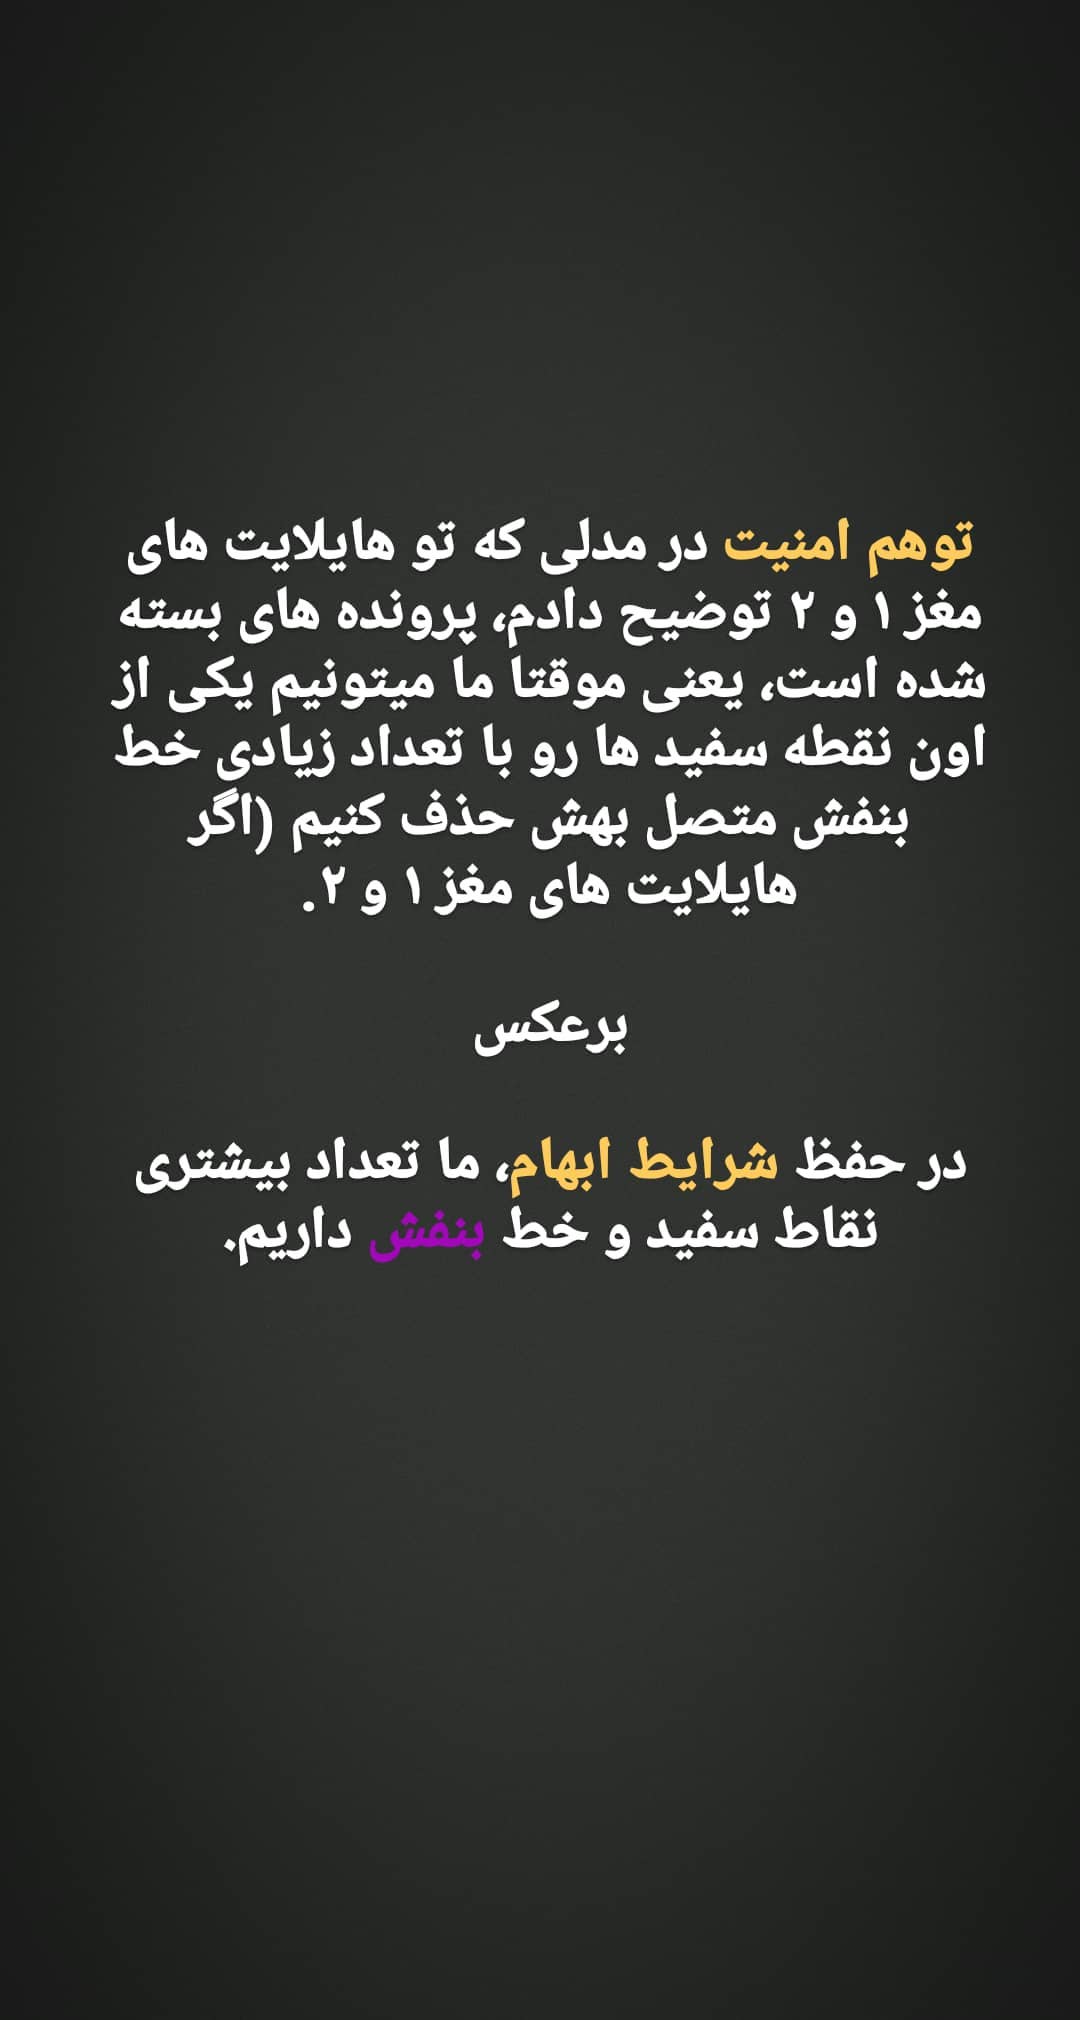 توهم امنیت در مدلی که تو هایلایت های
مغز ۱ و ۲ توضیح دادم، پرونده های بسته
شده است، یعنی موقتا ما میتونیم یکی از
اون نقطه سفید ها رو با تعداد زیادی خط
بنفش متصل بهش حذف کنیم (اگر
هایلایت های مغز ۱ و ۲.
برعکس
در حفظ شرایط ابهام، ما تعداد بیشتری
نقاط سفید و خط بنفش داریم.